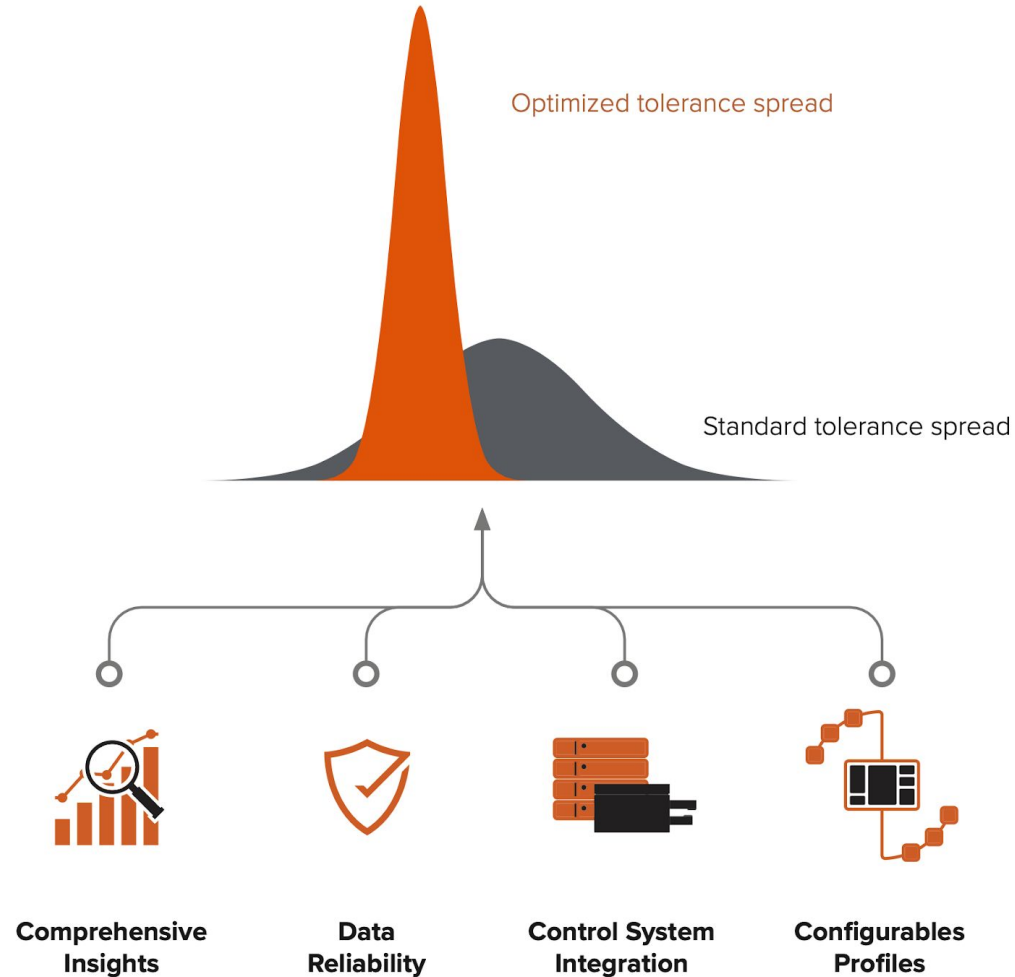 Optimized tolerance spread
Standard tolerance spread
Comprehensive
Insights
Data
Reliability
Control System
Integration
Configurables
Profiles